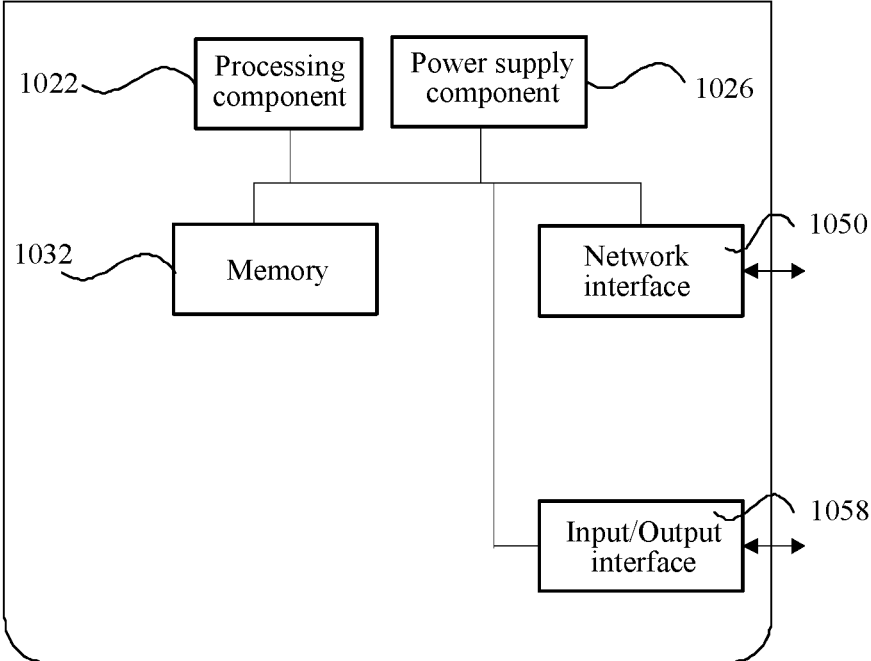 1022
Processing
component
Power supply
component
1026
1032
Memory
Network
interface
1050
Input/Output
interface
1058